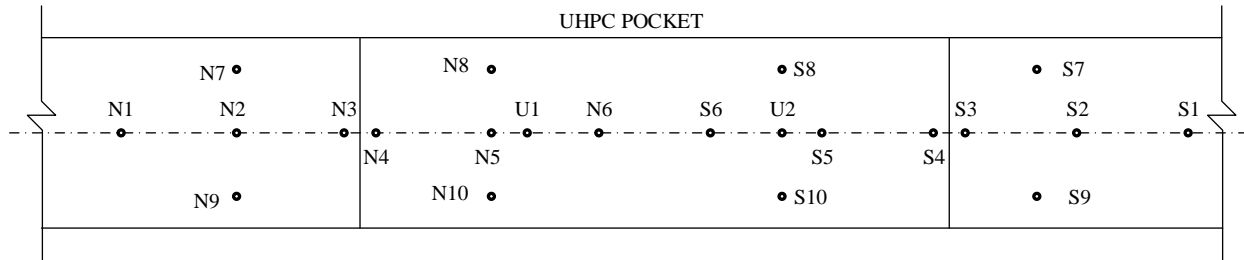 UHPC POCKET
N7 N8 S8 S7
N1 N2 N3 U1 N6 S6 U2 S3 S2 S1
N4 N5 S5 S4
N9 N10 S10 S9